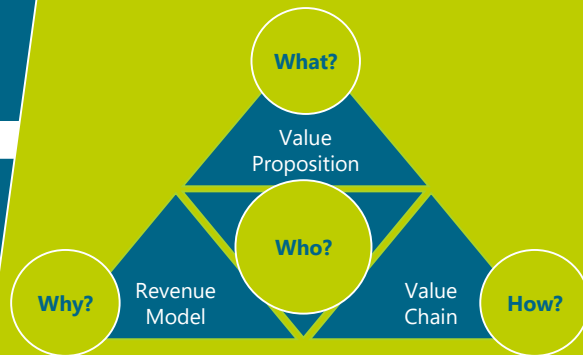 What?
Value
Proposition
Who?
Why?
Revenue
Model
Value
Chain
How?